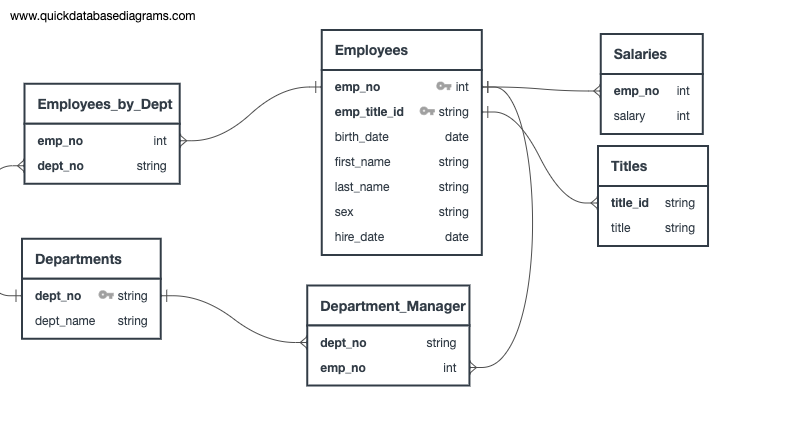 www.quickdatabasediagrams.com
Employees
emp_no int
emp_title_id string
birth_date date
first_name string
last_name string
sex string
hire_date date
Salaries
emp_no int
salary int
Employees_by_Dept
emp_no int
dept_no string
Titles
title_id string
title string
Departments
dept_no string
dept_name string
Department_Manager
dept_no string
emp_no int